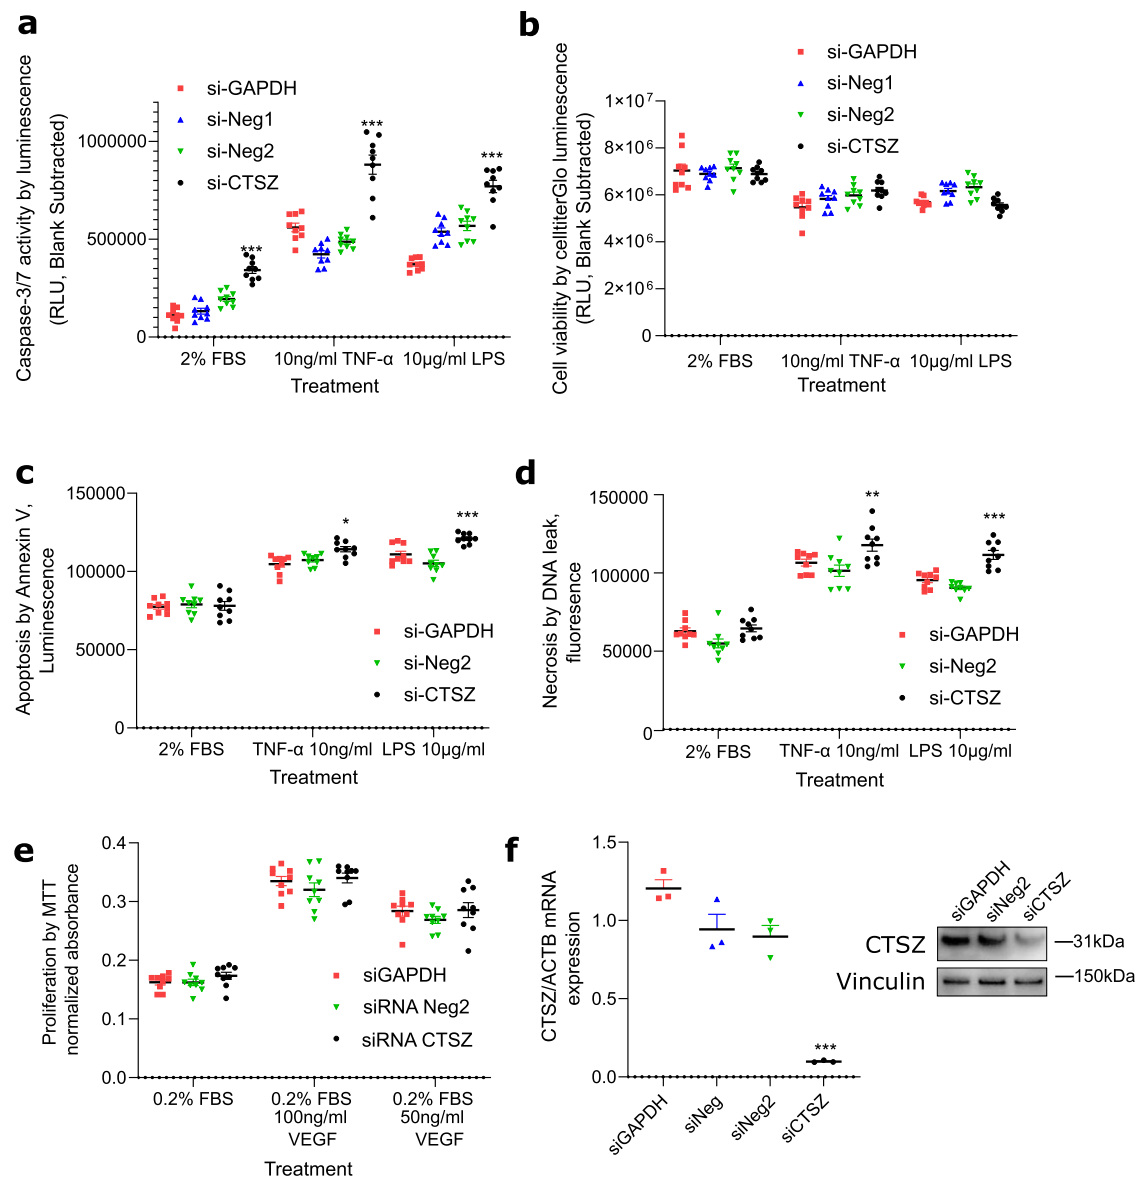 a
Caspase-3/7 activity by luminescence
(RLU, Blank Subtracted)
si-GAPDH
si-Neg1
si-Neg2
si-CTSZ
1000000
500000
0
***
***
***
2% FBS
10ng/ml TNF-α
10µg/ml LPS
Treatment
b
Cell viability by celltiterGlo luminescence
(RLU, Blank Subtracted)
si-GAPDH
si-Neg1
si-Neg2
si-CTSZ
1×10⁷
8×10⁶
6×10⁶
4×10⁶
2×10⁶
0
2% FBS
10ng/ml TNF-α
10µg/ml LPS
Treatment
c
Apoptosis by Annexin V,
Luminescence
150000
100000
50000
0
*
***
si-GAPDH
si-Neg2
si-CTSZ
2% FBS
TNF-α 10ng/ml
LPS 10µg/ml
Treatment
d
Necrosis by DNA leak,
fluoresence
150000
100000
50000
0
**
***
si-GAPDH
si-Neg2
si-CTSZ
2% FBS
TNF-α 10ng/ml
LPS 10µg/ml
Treatment
e
Proliferation by MTT
normalized absorbance
0.4
0.3
0.2
0.1
0.0
siGAPDH
siRNA Neg2
siRNA CTSZ
0.2% FBS
0.2% FBS
100ng/ml
VEGF
0.2% FBS
50ng/ml
VEGF
Treatment
f
CTSZ/ACTB mRNA
expression
1.5
1.0
0.5
0.0
***
siGAPDH
siNeg
siNeg2
siCTSZ
siGAPDH
siNeg2
siCTSZ
CTSZ
31kDa
Vinculin
150kDa